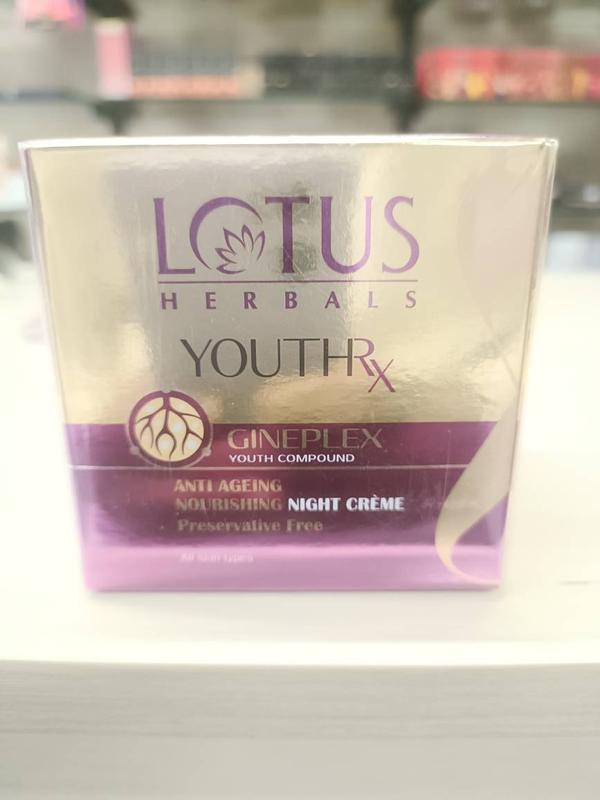 LOTUS
HERBALS
YOUTHRx
GINEPLEX
YOUTH COMPOUND
ANTI AGEING
NOURISHING NIGHT CRÈME
Preservative Free
All skin types